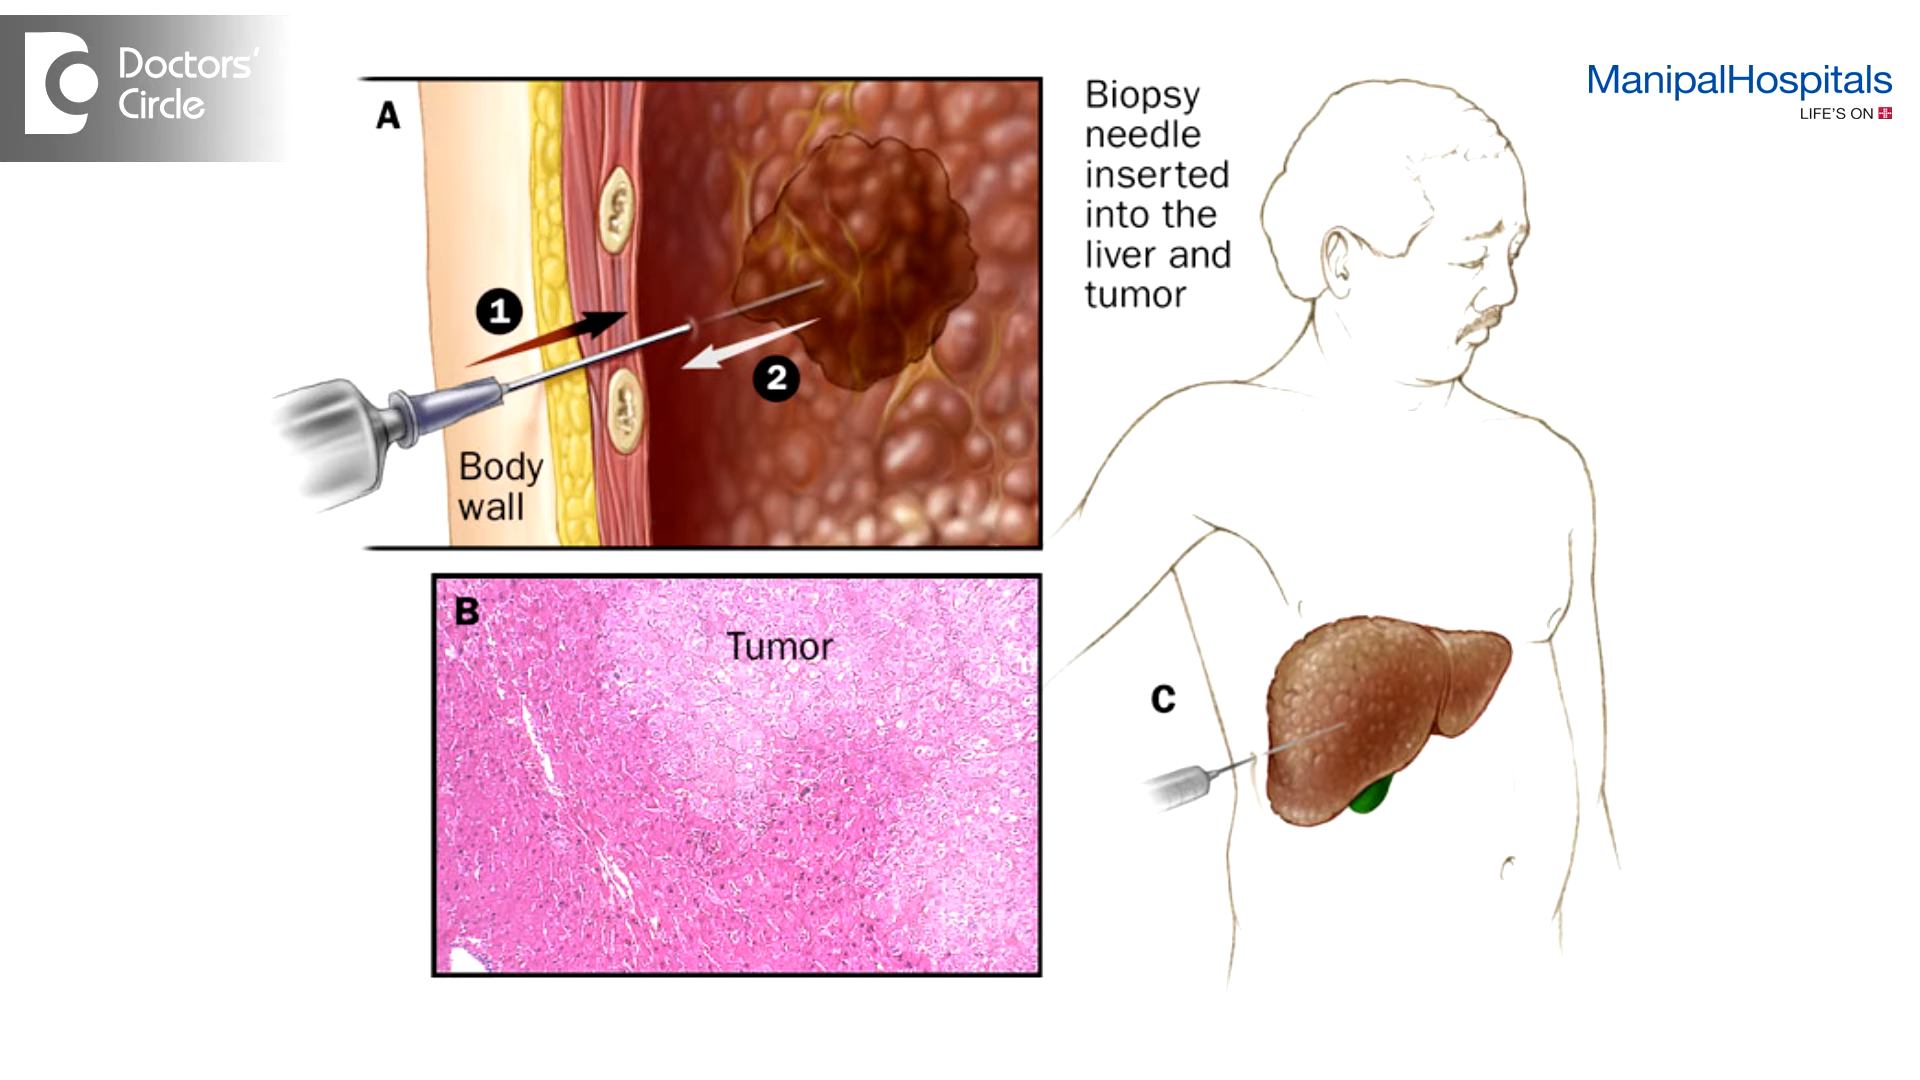 Doctors'
Circle
ManipalHospitals
LIFE'S ON
A
1
2
Body
wall
Biopsy
needle
inserted
into the
liver and
tumor
B
Tumor
C